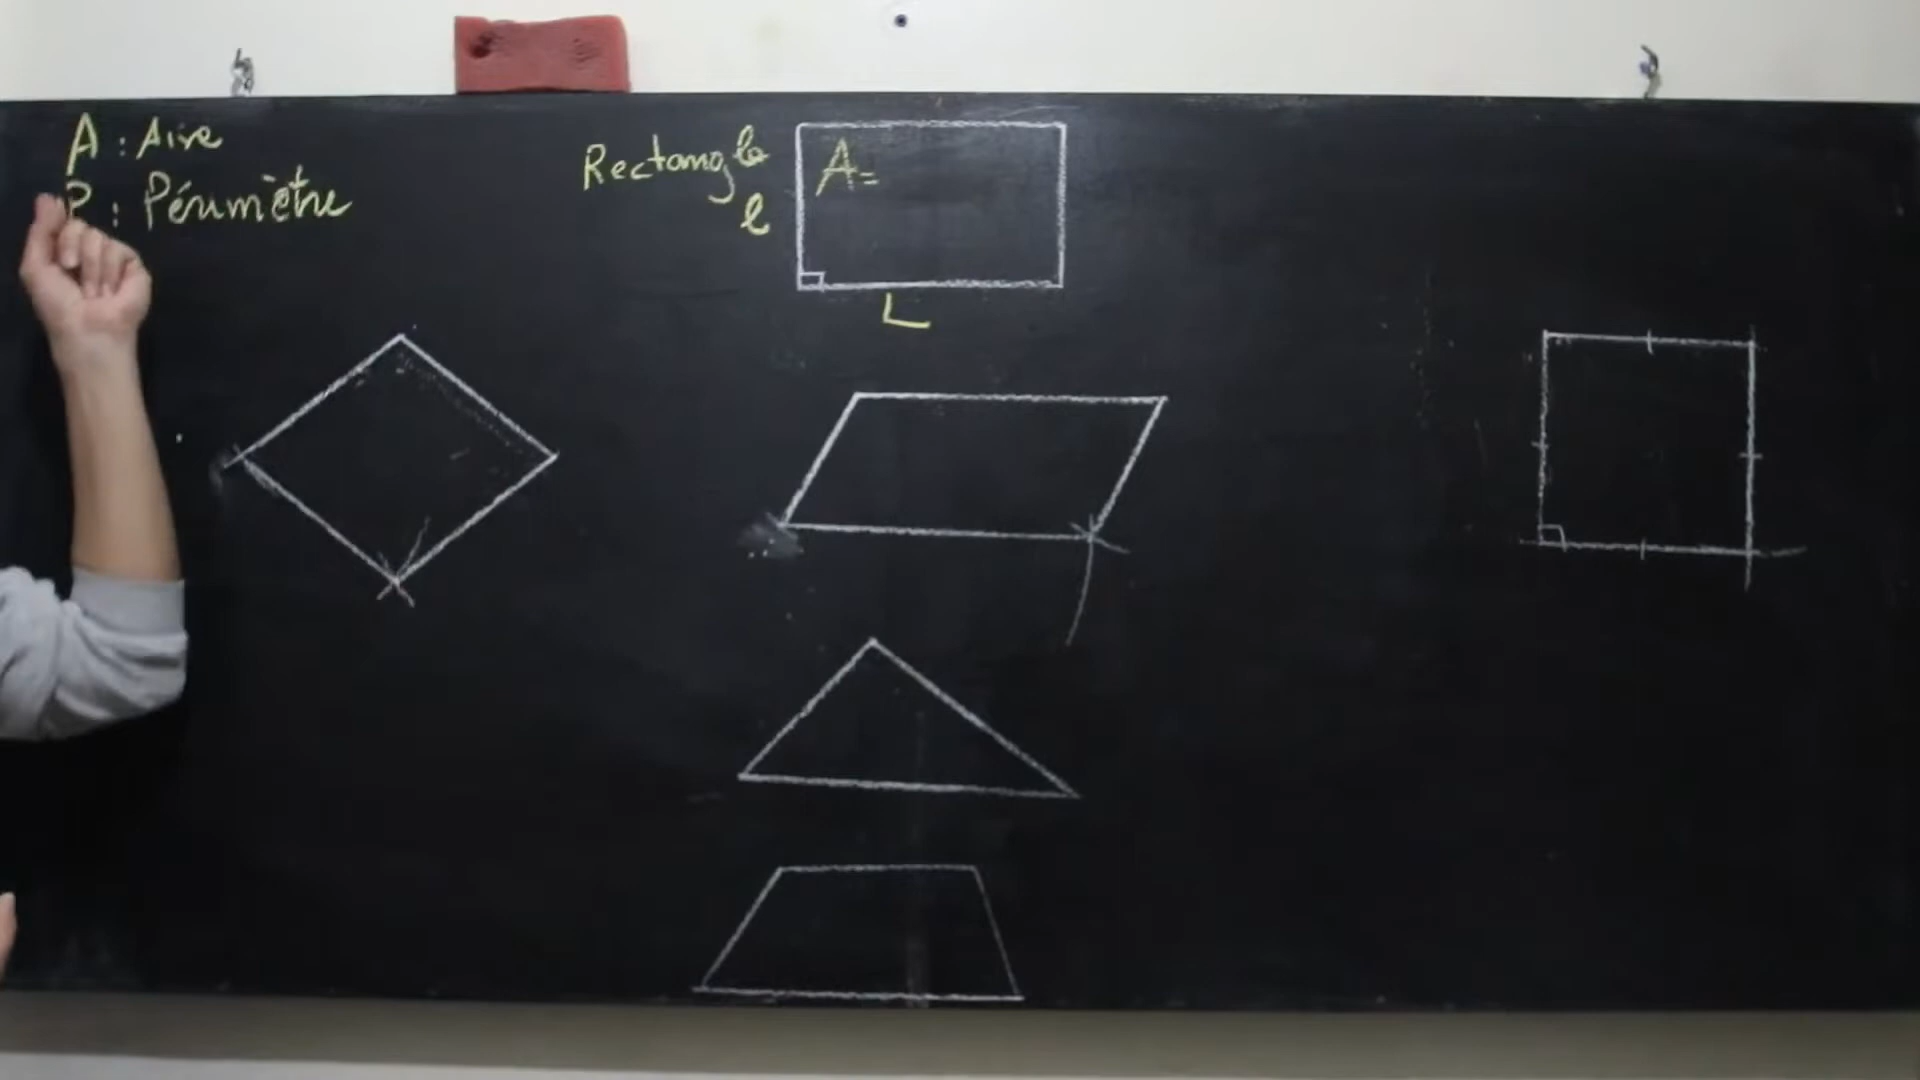 A : Aire
P : Périmètre
Rectangle
A=
l
L